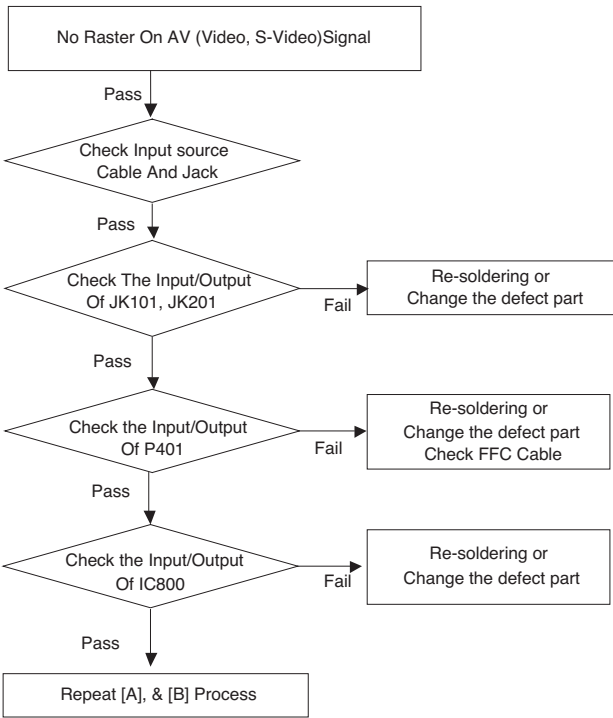 No Raster On AV (Video, S-Video)Signal
Pass
Check Input source
Cable And Jack
Pass
Check The Input/Output
Of JK101, JK201
Fail
Re-soldering or
Change the defect part
Pass
Check the Input/Output
Of P401
Fail
Re-soldering or
Change the defect part
Check FFC Cable
Pass
Check the Input/Output
Of IC800
Fail
Re-soldering or
Change the defect part
Pass
Repeat [A], & [B] Process